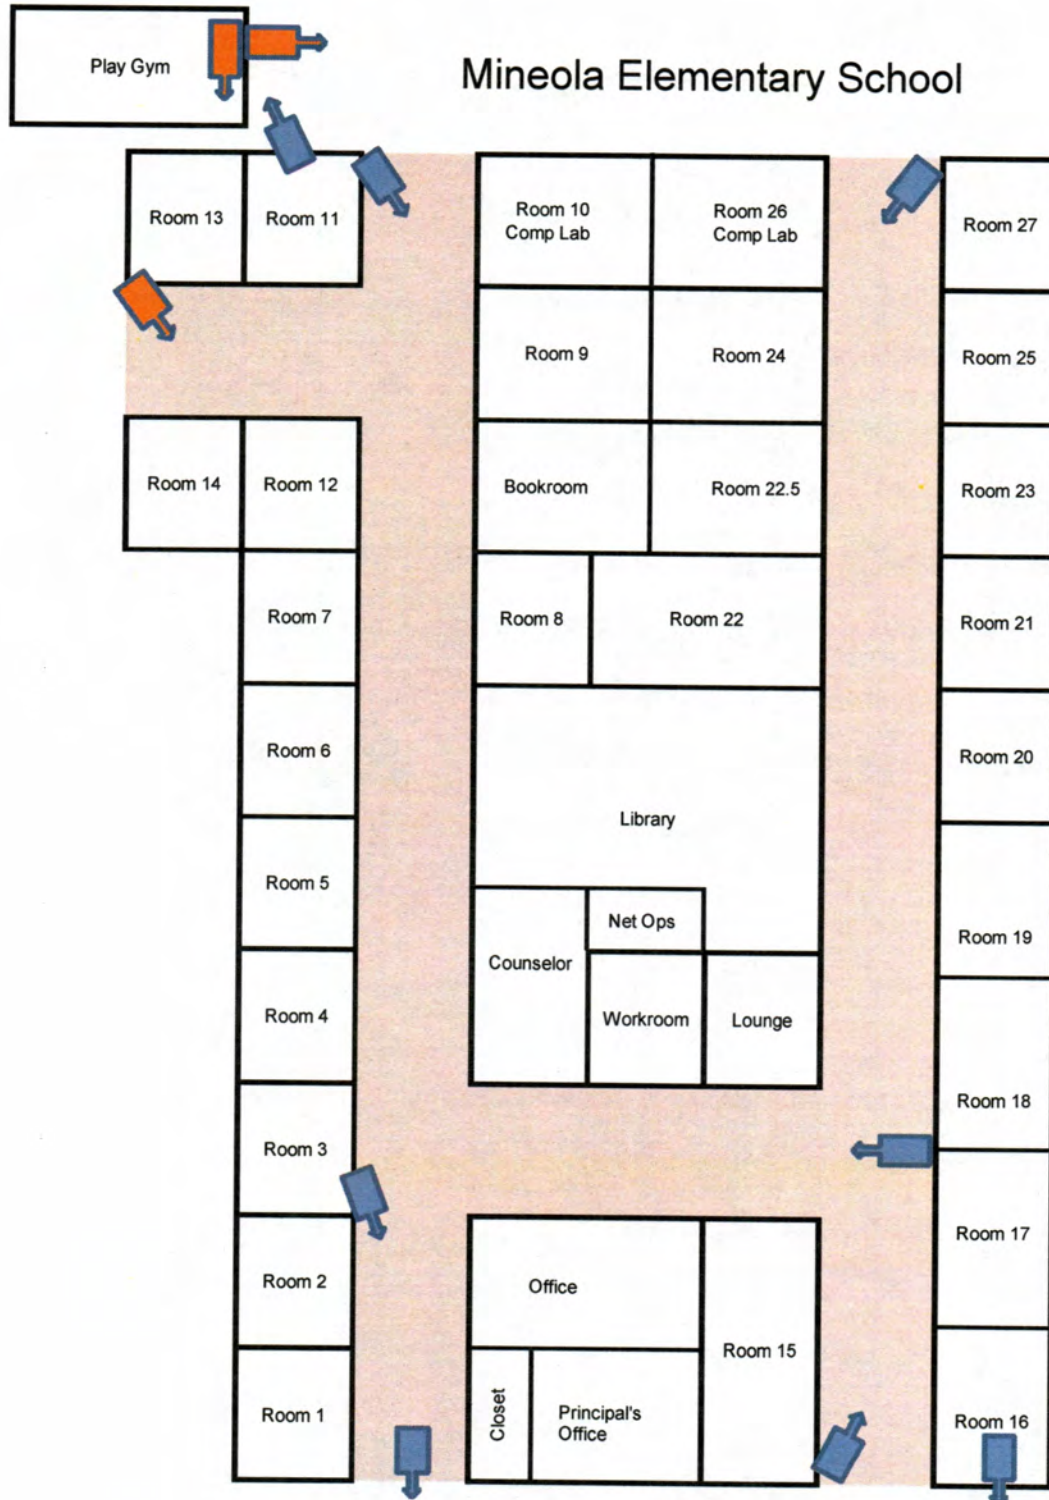 Play Gym
Mineola Elementary School
Room 13
Room 11
Room 10
Comp Lab
Room 26
Comp Lab
Room 27
Room 9
Room 24
Room 25
Room 14
Room 12
Bookroom
Room 22.5
Room 23
Room 7
Room 8
Room 22
Room 21
Room 6
Room 20
Library
Room 5
Net Ops
Room 19
Counselor
Room 4
Workroom
Lounge
Room 18
Room 3
Room 17
Room 2
Office
Room 15
Room 1
Closet
Principal's
Office
Room 16